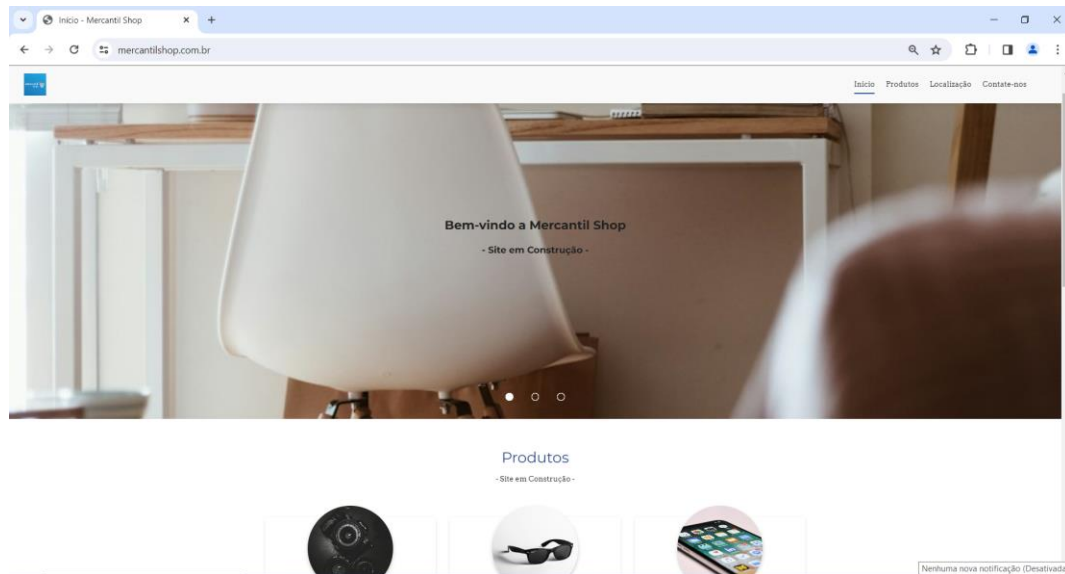 Início - Mercantil Shop
mercantilshop.com.br
Início Produtos Localização Contate-nos
Bem-vindo a Mercantil Shop
- Site em Construção -
Produtos
- Site em Construção -
Nenhuma nova notificação (Desativada